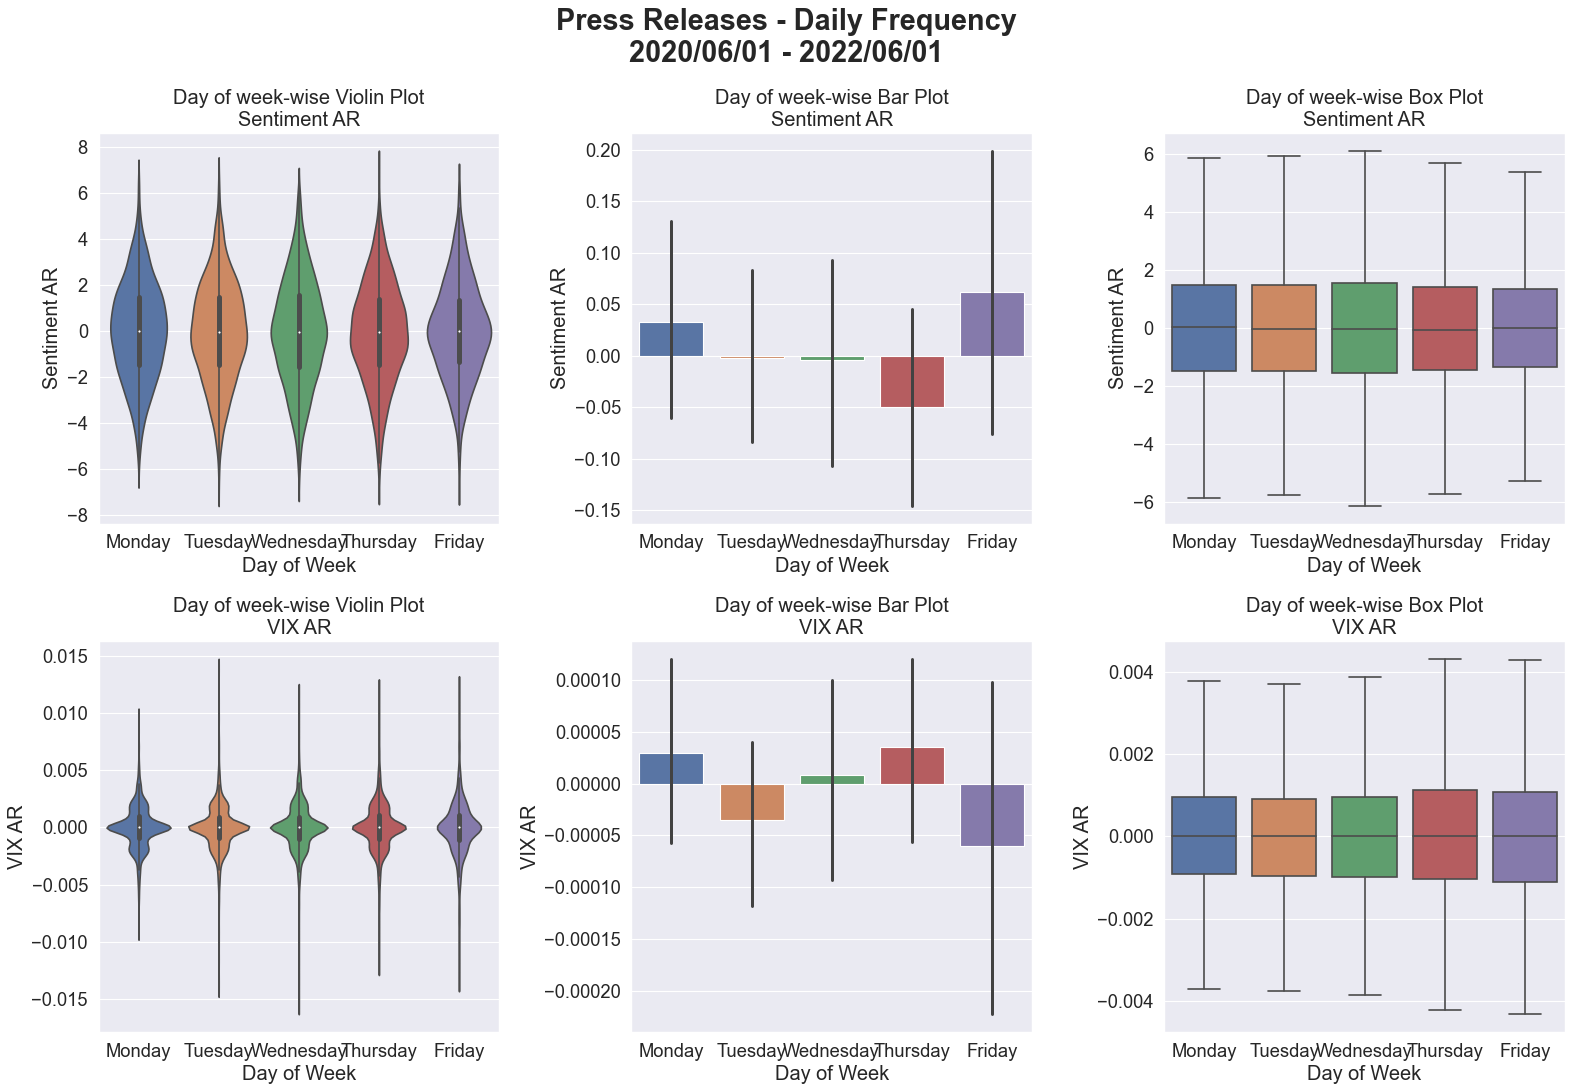 Press Releases - Daily Frequency
2020/06/01 - 2022/06/01
Day of week-wise Violin Plot
Sentiment AR
8
6
4
2
0
−2
−4
−6
−8
Sentiment AR
Monday
Tuesday
Wednesday
Thursday
Friday
Day of Week
Day of week-wise Bar Plot
Sentiment AR
0.20
0.15
0.10
0.05
0.00
−0.05
−0.10
−0.15
Sentiment AR
Monday
Tuesday
Wednesday
Thursday
Friday
Day of Week
Day of week-wise Box Plot
Sentiment AR
6
4
2
0
−2
−4
−6
Sentiment AR
Monday
Tuesday
Wednesday
Thursday
Friday
Day of Week
Day of week-wise Violin Plot
VIX AR
0.015
0.010
0.005
0.000
−0.005
−0.010
−0.015
VIX AR
Monday
Tuesday
Wednesday
Thursday
Friday
Day of Week
Day of week-wise Bar Plot
VIX AR
0.00010
0.00005
0.00000
−0.00005
−0.00010
−0.00015
−0.00020
VIX AR
Monday
Tuesday
Wednesday
Thursday
Friday
Day of Week
Day of week-wise Box Plot
VIX AR
0.004
0.002
0.000
−0.002
−0.004
VIX AR
Monday
Tuesday
Wednesday
Thursday
Friday
Day of Week